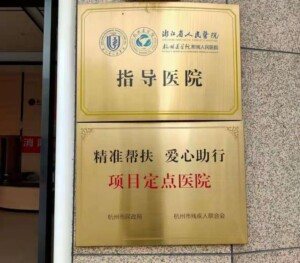 浙江省人民醫院
杭州医学院附属人民医院
指导医院
精准帮扶 爱心助行
项目定点医院
杭州市民政局
杭州市残疾人联合会